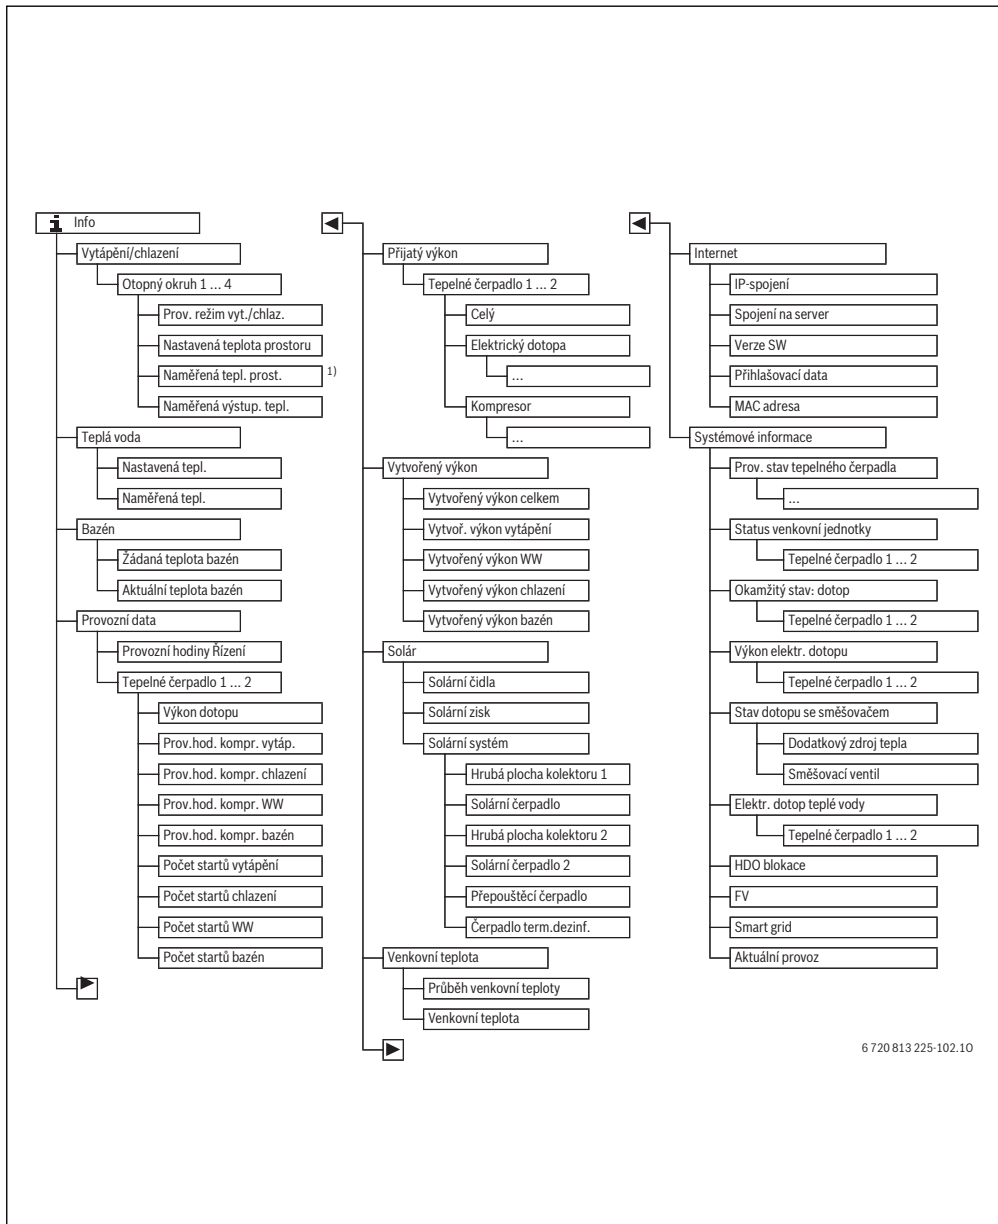 Info
Vytápění/chlazení
Otopný okruh 1 ... 4
Prov. režim vyt./chlaz.
Nastavená teplota prostoru
Naměřená tepl. prost.
1)
Naměřená výstup. tepl.
Teplá voda
Nastavená tepl.
Naměřená tepl.
Bazén
Žádaná teplota bazén
Aktuální teplota bazén
Provozní data
Provozní hodiny Řízení
Tepelné čerpadlo 1 ... 2
Výkon dotopu
Prov.hod. kompr. vytáp.
Prov.hod. kompr. chlazení
Prov.hod. kompr. WW
Prov.hod. kompr. bazén
Počet startů vytápění
Počet startů chlazení
Počet startů WW
Počet startů bazén
Přijatý výkon
Tepelné čerpadlo 1 ... 2
Celý
Elektrický dotopa
...
Kompresor
...
Vytvořený výkon
Vytvořený výkon celkem
Vytvoř. výkon vytápění
Vytvořený výkon WW
Vytvořený výkon chlazení
Vytvořený výkon bazén
Solár
Solární čidla
Solární zisk
Solární systém
Hrubá plocha kolektoru 1
Solární čerpadlo
Hrubá plocha kolektoru 2
Solární čerpadlo 2
Přepouštěcí čerpadlo
Čerpadlo term.dezinf.
Venkovní teplota
Průběh venkovní teploty
Venkovní teplota
Internet
IP-spojení
Spojení na server
Verze SW
Přihlašovací data
MAC adresa
Systémové informace
Prov. stav tepelného čerpadla
...
Status venkovní jednotky
Tepelné čerpadlo 1 ... 2
Okamžitý stav: dotop
Tepelné čerpadlo 1 ... 2
Výkon elektr. dotopu
Tepelné čerpadlo 1 ... 2
Stav dotopu se směšovačem
Dodatkový zdroj tepla
Směšovací ventil
Elektr. dotop teplé vody
Tepelné čerpadlo 1 ... 2
HDO blokace
FV
Smart grid
Aktuální provoz
6 720 813 225-102.1O